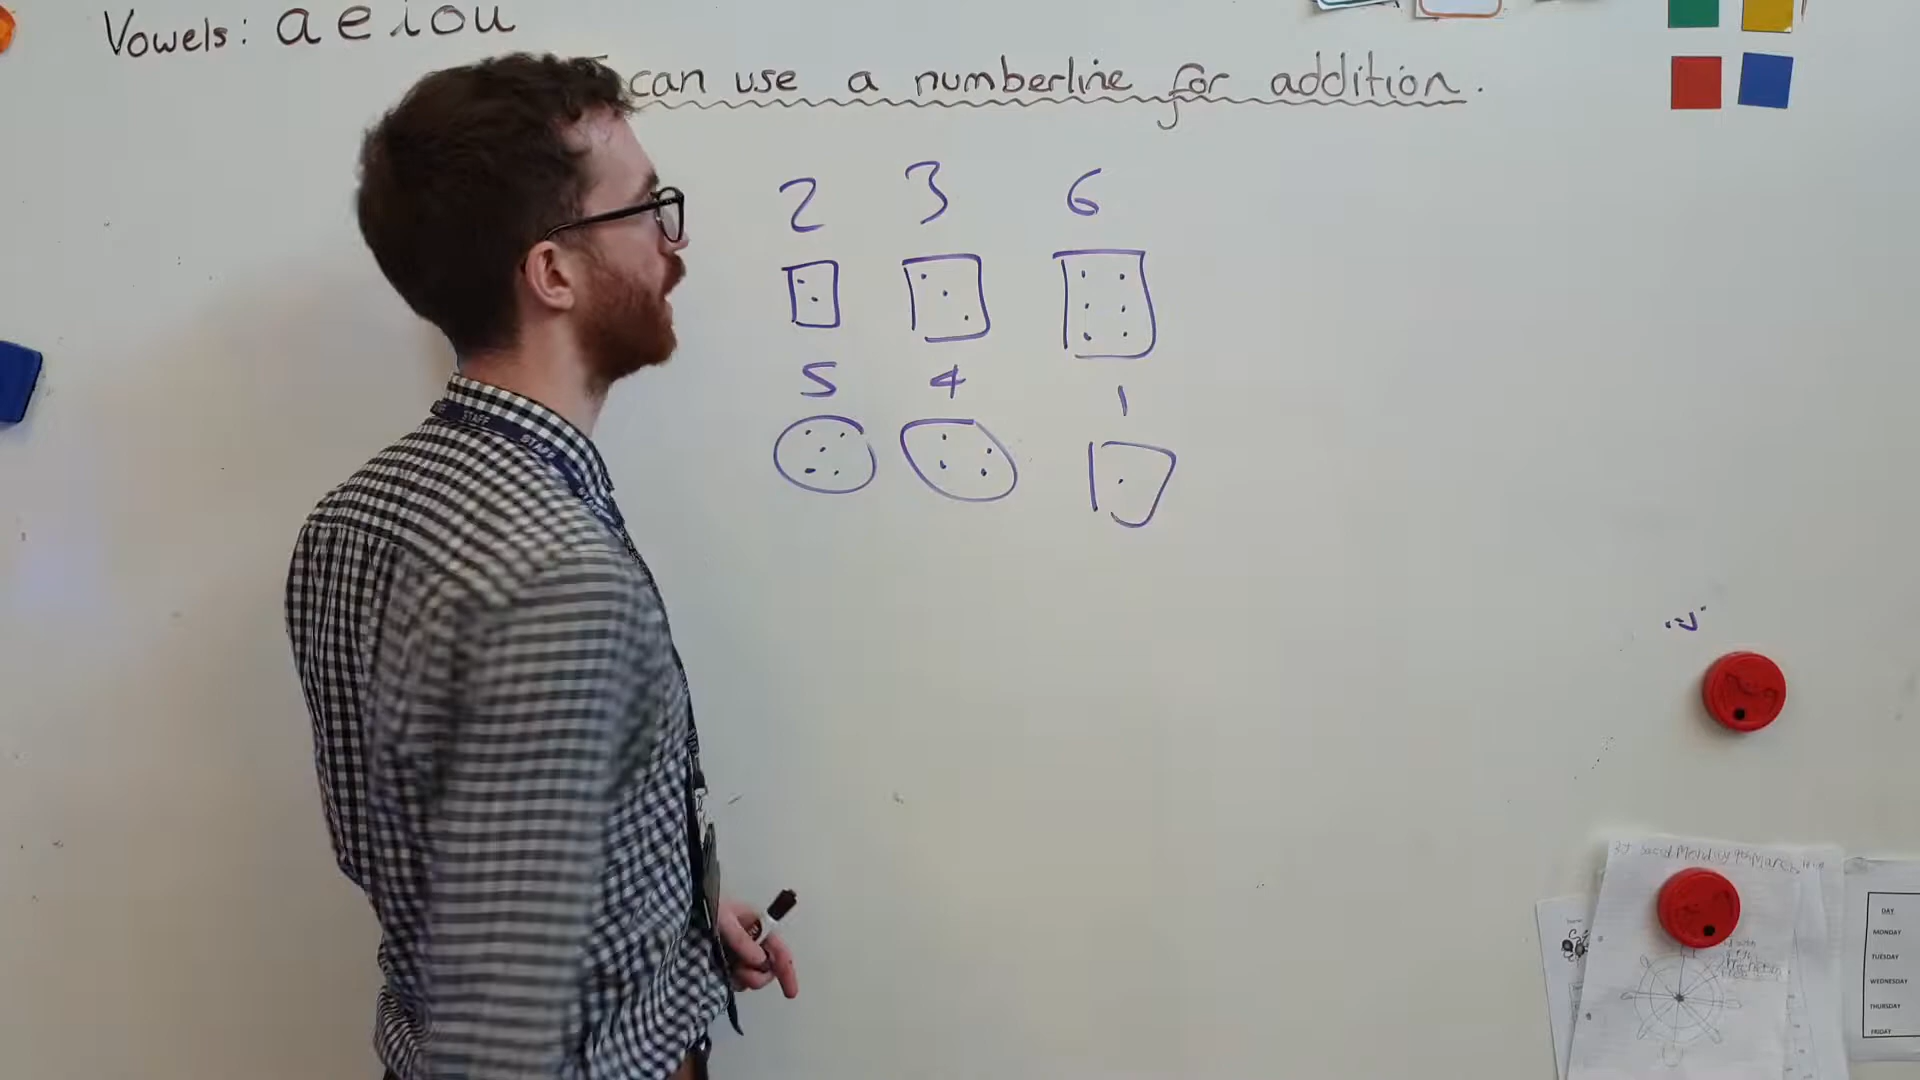 Vowels: a e i o u
can use a numberline for addition.
2 3 6
5 4 1
STAFF STAFF
DAY
MONDAY
TUESDAY
WEDNESDAY
THURSDAY
FRIDAY